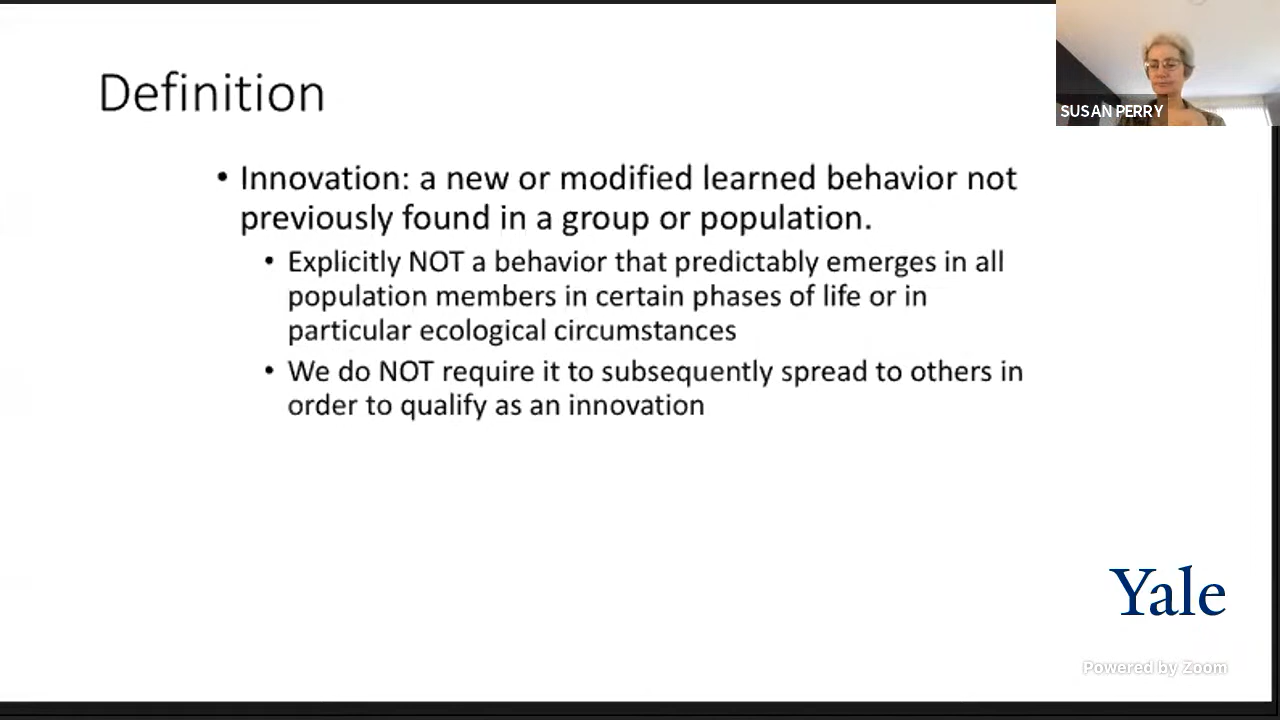 Definition
SUSAN PERRY
• Innovation: a new or modified learned behavior not
previously found in a group or population.
• Explicitly NOT a behavior that predictably emerges in all
population members in certain phases of life or in
particular ecological circumstances
• We do NOT require it to subsequently spread to others in
order to qualify as an innovation
Yale
Powered by Zoom